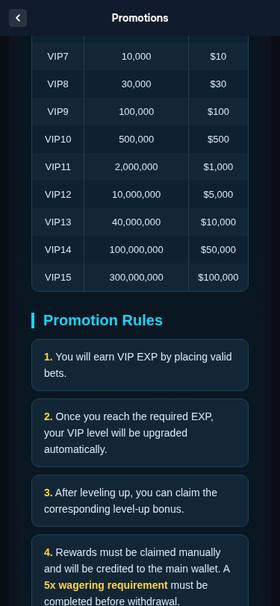 Promotions
VIP7 10,000 $10
VIP8 30,000 $30
VIP9 100,000 $100
VIP10 500,000 $500
VIP11 2,000,000 $1,000
VIP12 10,000,000 $5,000
VIP13 40,000,000 $10,000
VIP14 100,000,000 $50,000
VIP15 300,000,000 $100,000
Promotion Rules
1. You will earn VIP EXP by placing valid
bets.
2. Once you reach the required EXP,
your VIP level will be upgraded
automatically.
3. After leveling up, you can claim the
corresponding level-up bonus.
4. Rewards must be claimed manually
and will be credited to the main wallet. A
5x wagering requirement must be
completed before withdrawal.